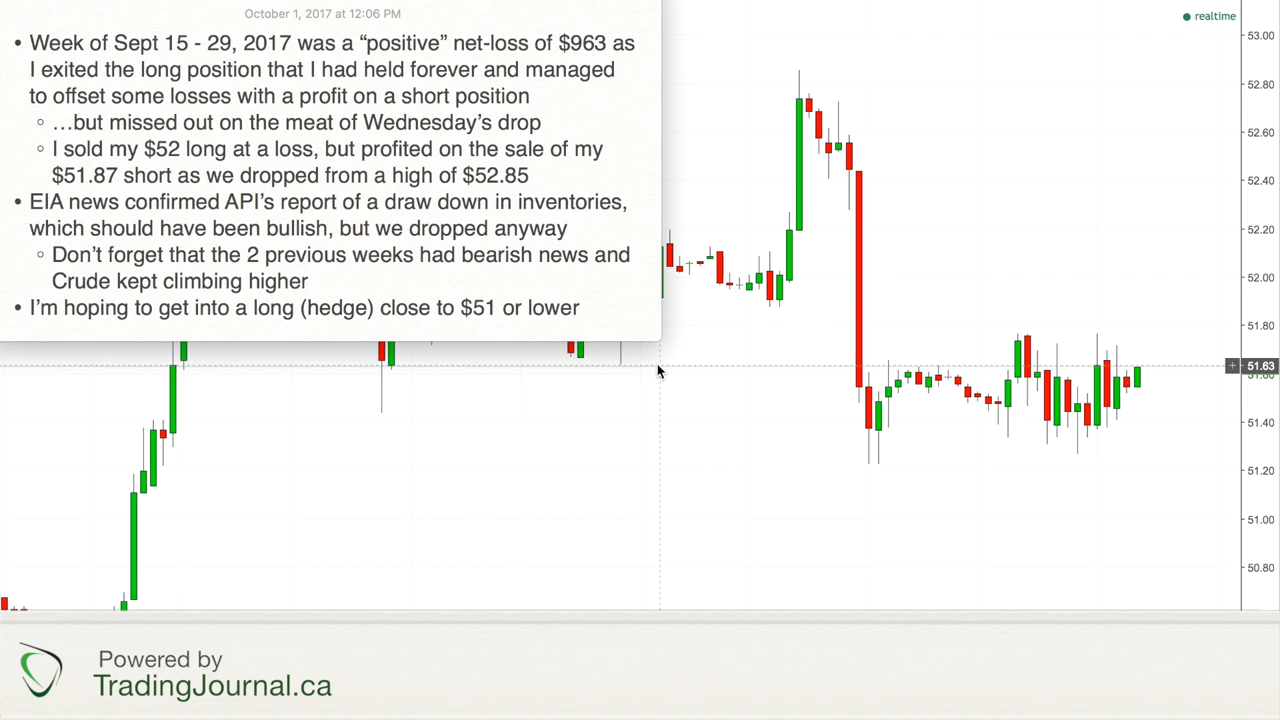 October 1, 2017 at 12:06 PM
• Week of Sept 15 - 29, 2017 was a “positive” net-loss of $963 as
I exited the long position that I had held forever and managed
to offset some losses with a profit on a short position
◦ …but missed out on the meat of Wednesday’s drop
◦ I sold my $52 long at a loss, but profited on the sale of my
$51.87 short as we dropped from a high of $52.85
• EIA news confirmed API’s report of a draw down in inventories,
which should have been bullish, but we dropped anyway
◦ Don’t forget that the 2 previous weeks had bearish news and
Crude kept climbing higher
• I’m hoping to get into a long (hedge) close to $51 or lower
realtime
53.00
52.80
52.60
52.40
52.20
52.00
51.80
51.63
51.40
51.20
51.00
50.80
Powered by
TradingJournal.ca